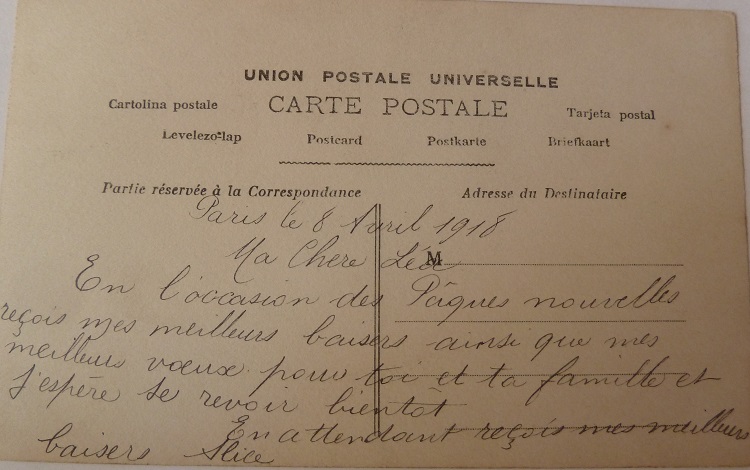 UNION POSTALE UNIVERSELLE
Cartolina postale CARTE POSTALE Tarjeta postal
Levelezo-lap Postcard Postkarte Briefkaart
Partie réservée à la Correspondance Adresse du Destinataire
Paris le 8 Avril 1918
Ma Chere Léa
M
En l'occasion des Pâques nouvelles
reçois mes meilleurs baisers ainsi que mes
meilleurs vœux pour toi et ta famille et
j'espère te revoir bientot
En attendant reçois mes meilleurs
baisers Alice